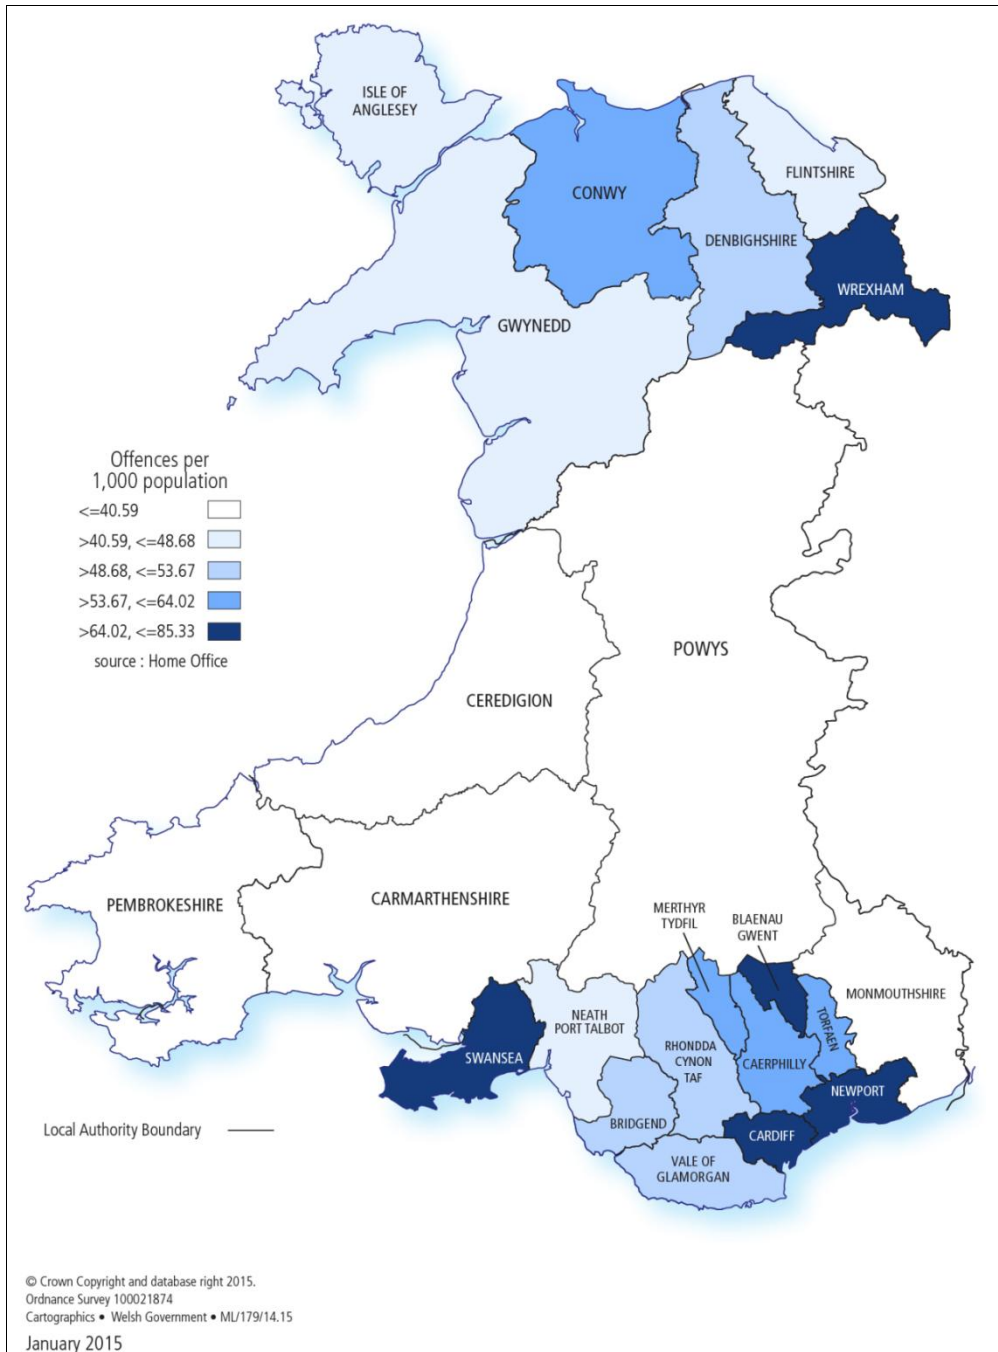 ISLE OF
ANGLESEY
FLINTSHIRE
CONWY
DENBIGHSHIRE
WREXHAM
GWYNEDD
Offences per
1,000 population
<=40.59
>40.59, <=48.68
>48.68, <=53.67
>53.67, <=64.02
>64.02, <=85.33
source : Home Office
POWYS
CEREDIGION
PEMBROKESHIRE
CARMARTHENSHIRE
MERTHYR
TYDFIL
BLAENAU
GWENT
MONMOUTHSHIRE
NEATH
PORT TALBOT
TORFAEN
RHONDDA
CYNON
TAF
CAERPHILLY
SWANSEA
NEWPORT
BRIDGEND
CARDIFF
Local Authority Boundary
VALE OF
GLAMORGAN
© Crown Copyright and database right 2015.
Ordnance Survey 100021874
Cartographics • Welsh Government • ML/179/14.15
January 2015